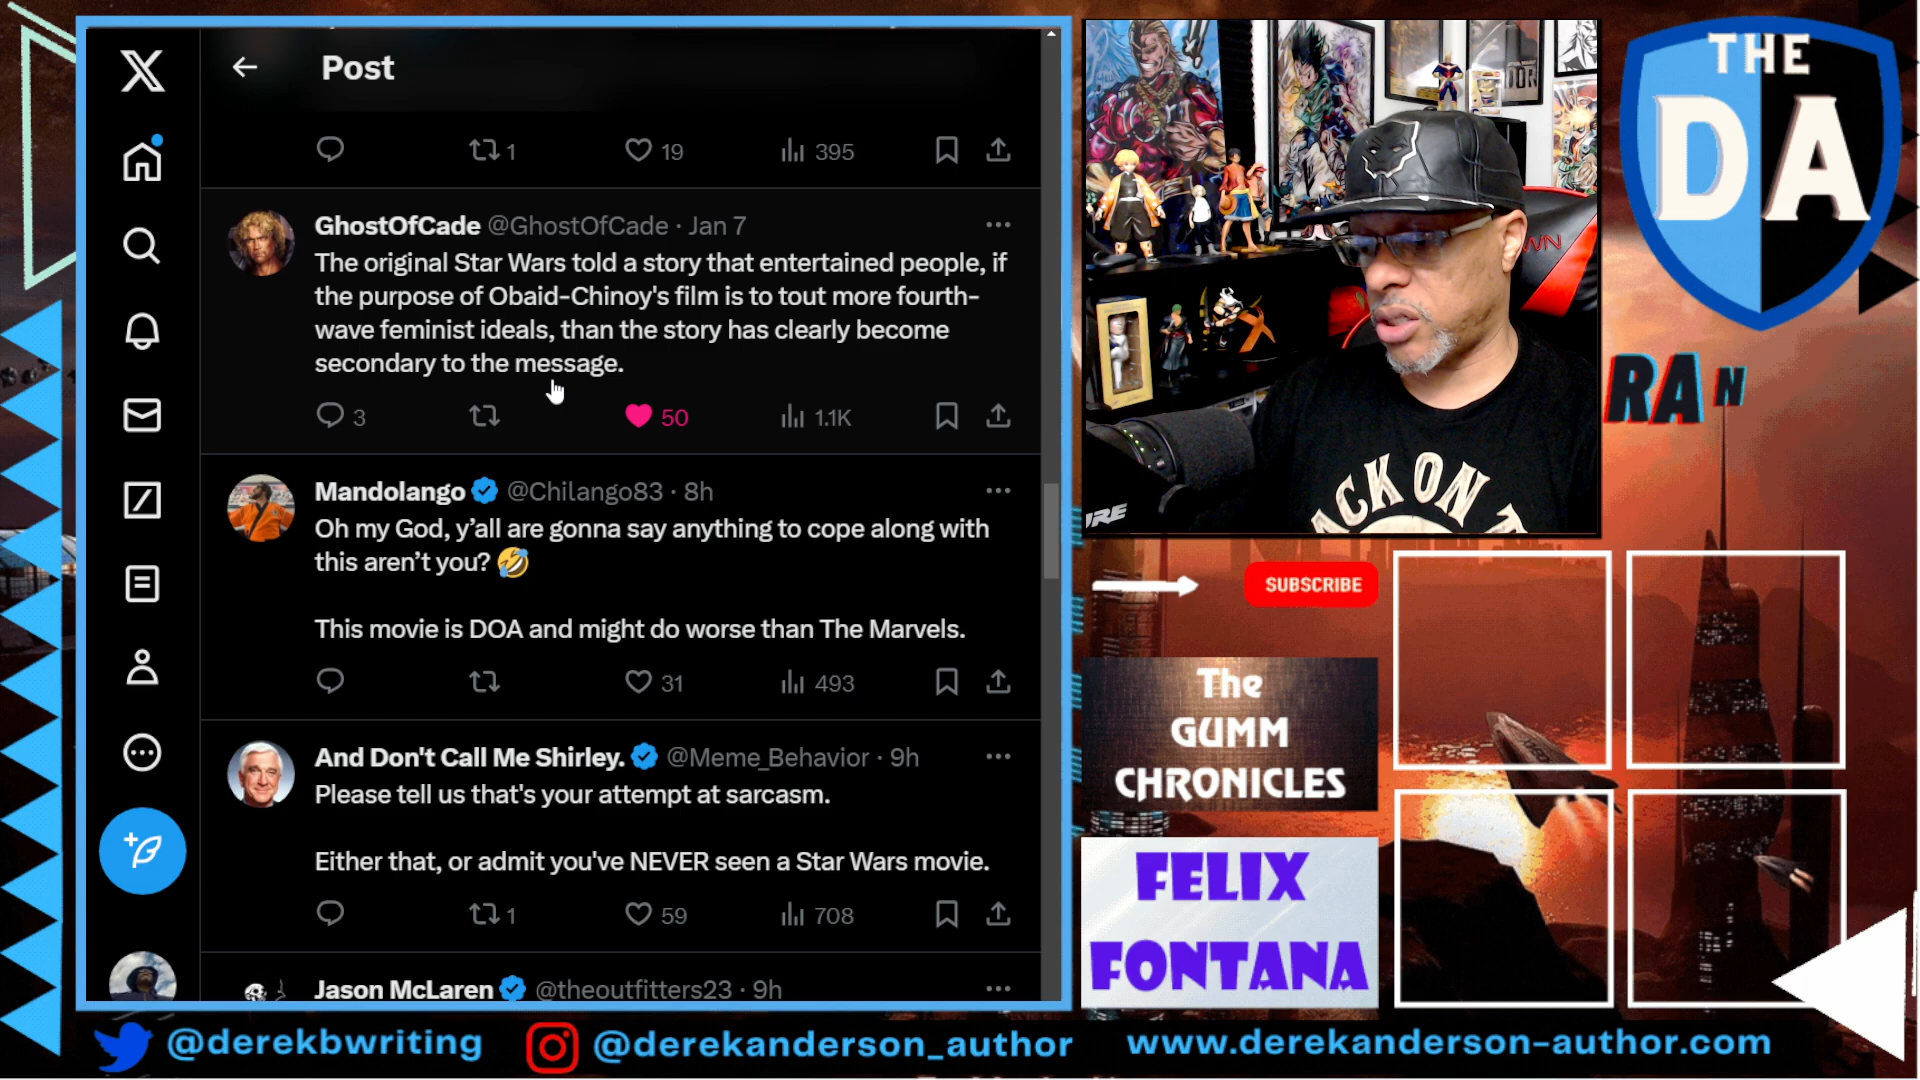 Post
1
19
395
GhostOfCade @GhostOfCade · Jan 7
The original Star Wars told a story that entertained people, if
the purpose of Obaid-Chinoy's film is to tout more fourth-
wave feminist ideals, than the story has clearly become
secondary to the message.
3
50
1.1K
Mandolango @Chilango83 · 8h
Oh my God, y'all are gonna say anything to cope along with
this aren't you? 🤣
This movie is DOA and might do worse than The Marvels.
31
493
And Don't Call Me Shirley. @Meme_Behavior · 9h
Please tell us that's your attempt at sarcasm.
Either that, or admit you've NEVER seen a Star Wars movie.
1
59
708
Jason McLaren @theoutfitters23 · 9h
THE
DA
RAN
SUBSCRIBE
The
GUMM
CHRONICLES
FELIX
FONTANA
@derekbwriting
@derekanderson_author
www.derekanderson-author.com